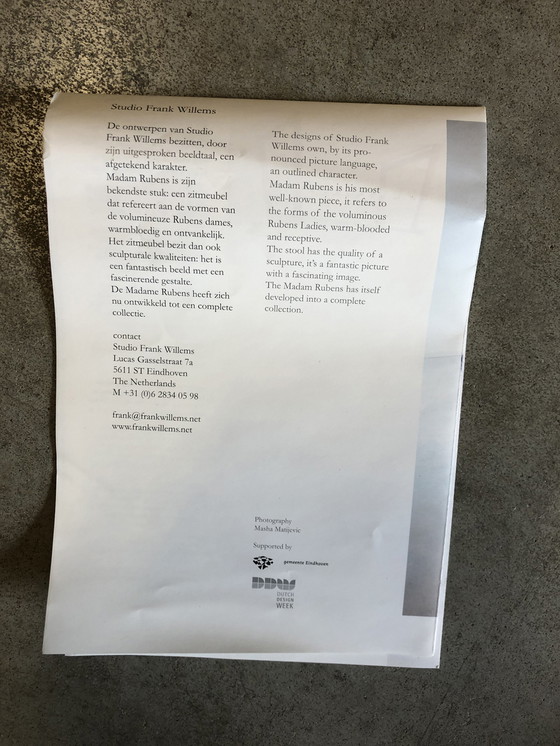 Studio Frank Willems
De ontwerpen van Studio
Frank Willems bezitten, door
zijn uitgesproken beeldtaal, een
afgetekend karakter.
Madam Rubens is zijn
bekendste stuk: een zitmeubel
dat refereert aan de vormen van
de volumineuze Rubens dames,
warmbloedig en ontvankelijk.
Het zitmeubel bezit dan ook
sculpturale kwaliteiten: het is
een fantastisch beeld met een
fascinerende gestalte.
De Madame Rubens heeft zich
nu ontwikkeld tot een complete
collectie.
The designs of Studio Frank
Willems own, by its pro-
nounced picture language,
an outlined character.
Madam Rubens is his most
well-known piece, it refers to
the forms of the voluminous
Rubens Ladies, warm-blooded
and receptive.
The stool has the quality of a
sculpture, it's a fantastic picture
with a fascinating image.
The Madam Rubens has itself
developed into a complete
collection.
contact
Studio Frank Willems
Lucas Gasselstraat 7a
5611 ST Eindhoven
The Netherlands
M +31 (0)6 2834 05 98
frank@frankwillems.net
www.frankwillems.net
Photography
Masha Matijevic
Supported by
gemeente Eindhoven
DDW
DUTCH
DESIGN
WEEK